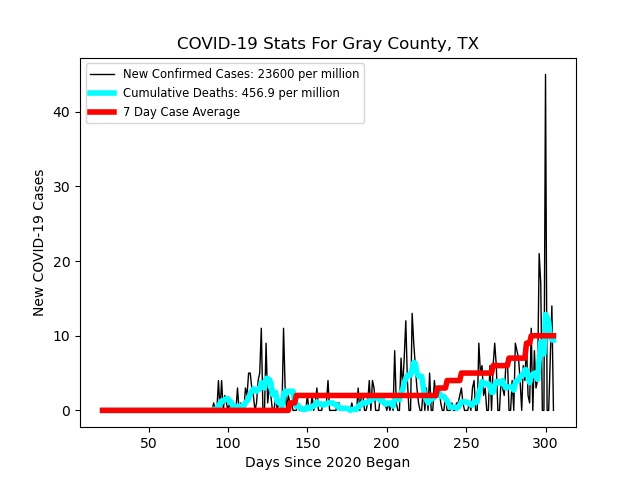 COVID-19 Stats For Gray County, TX
New Confirmed Cases: 23600 per million
Cumulative Deaths: 456.9 per million
7 Day Case Average
New COVID-19 Cases
40
30
20
10
0
50 100 150 200 250 300
Days Since 2020 Began